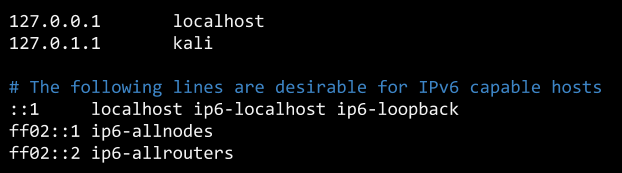 127.0.0.1 localhost
127.0.1.1 kali
# The following lines are desirable for IPv6 capable hosts
::1 localhost ip6-localhost ip6-loopback
ff02::1 ip6-allnodes
ff02::2 ip6-allrouters